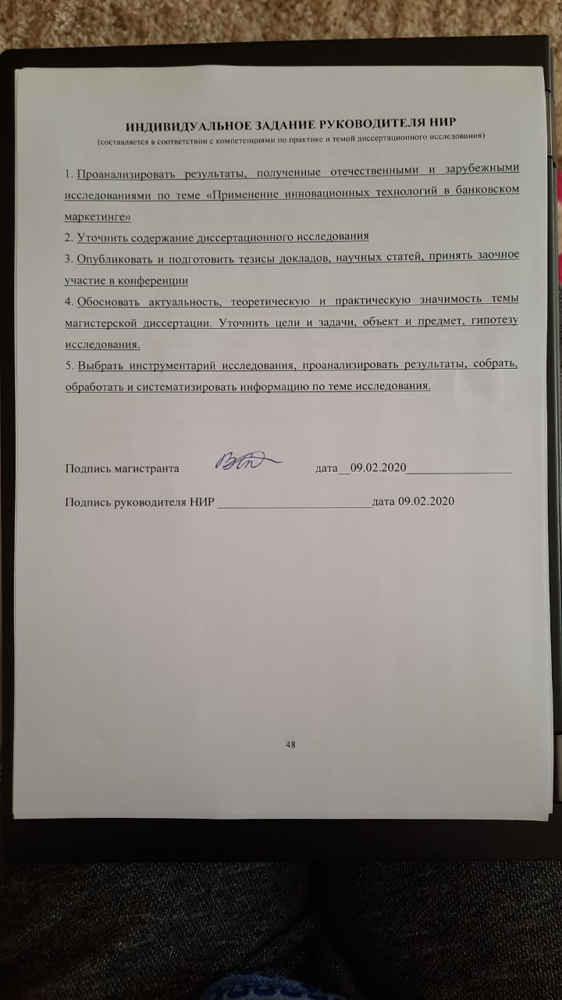 ИНДИВИДУАЛЬНОЕ ЗАДАНИЕ РУКОВОДИТЕЛЯ НИР
(составляется в соответствии с компетенциями по практике и темой диссертационного исследования)
1. Проанализировать результаты, полученные отечественными и зарубежными
исследованиями по теме «Применение инновационных технологий в банковском
маркетинге»
2. Уточнить содержание диссертационного исследования
3. Опубликовать и подготовить тезисы докладов, научных статей, принять заочное
участие в конференции
4. Обосновать актуальность, теоретическую и практическую значимость темы
магистерской диссертации. Уточнить цели и задачи, объект и предмет, гипотезу
исследования.
5. Выбрать инструментарий исследования, проанализировать результаты, собрать,
обработать и систематизировать информацию по теме исследования.
Подпись магистранта дата__09.02.2020__________________
Подпись руководителя НИР __________________________дата 09.02.2020
48